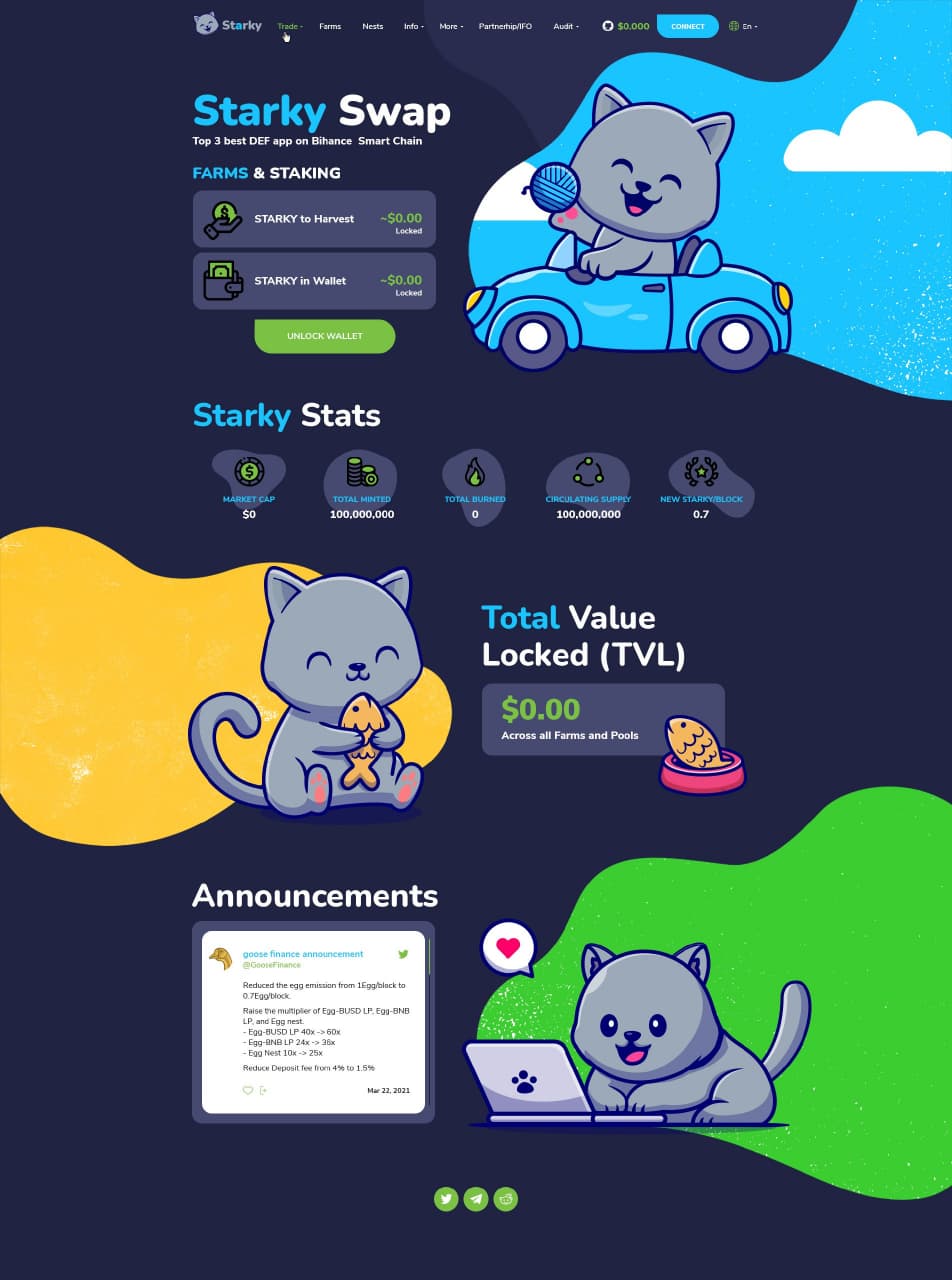 Starky
Trade
Farms
Nests
Info
More
Partnerhip/IFO
Audit
$0.000
CONNECT
En
Starky Swap
Top 3 best DEF app on Bihance Smart Chain
FARMS & STAKING
STARKY to Harvest
~$0.00
Locked
STARKY in Wallet
~$0.00
Locked
UNLOCK WALLET
Starky Stats
MARKET CAP
$0
TOTAL MINTED
100,000,000
TOTAL BURNED
0
CIRCULATING SUPPLY
100,000,000
NEW STARKY/BLOCK
0.7
Total Value
Locked (TVL)
$0.00
Across all Farms and Pools
Announcements
goose finance announcement
@GooseFinance
Reduced the egg emission from 1Egg/block to
0.7Egg/block.
Raise the multiplier of Egg-BUSD LP, Egg-BNB
LP, and Egg nest.
- Egg-BUSD LP 40x -> 60x
- Egg-BNB LP 24x -> 36x
- Egg Nest 10x -> 25x
Reduce Deposit fee from 4% to 1,5%
Mar 22, 2021